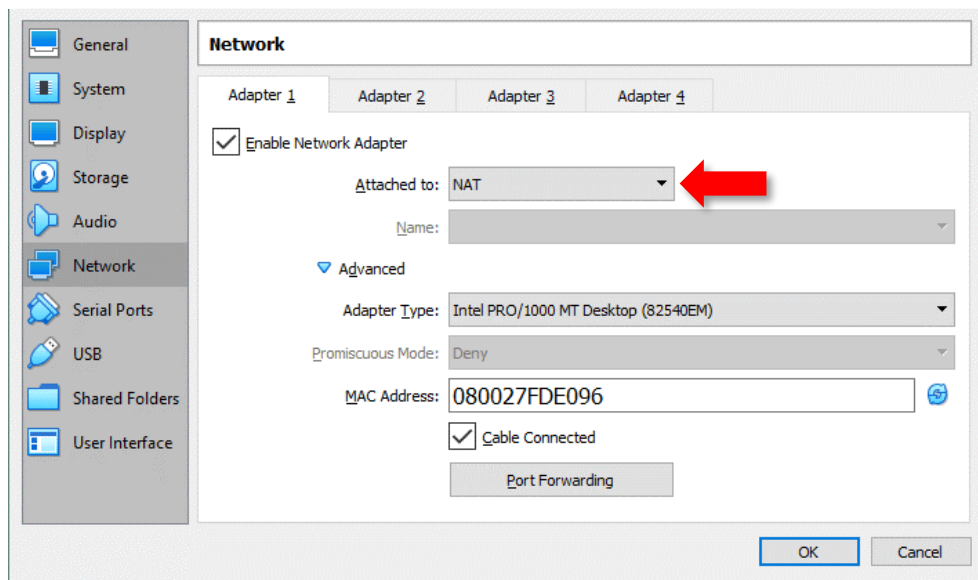 General
System
Display
Storage
Audio
Network
Serial Ports
USB
Shared Folders
User Interface
Network
Adapter 1 Adapter 2 Adapter 3 Adapter 4
Enable Network Adapter
Attached to: NAT
Name:
Advanced
Adapter Type: Intel PRO/1000 MT Desktop (82540EM)
Promiscuous Mode: Deny
MAC Address: 080027FDE096
Cable Connected
Port Forwarding
OK Cancel